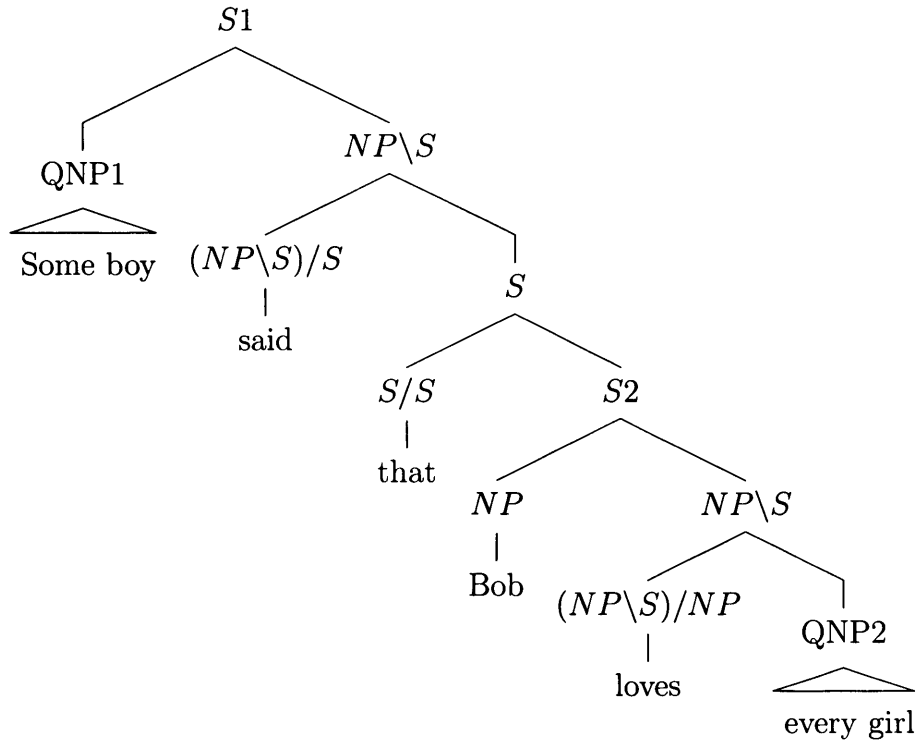 S1
QNP1
NP\S
Some boy
(NP\S)/S
said
S
S/S
that
S2
NP
Bob
NP\S
(NP\S)/NP
loves
QNP2
every girl